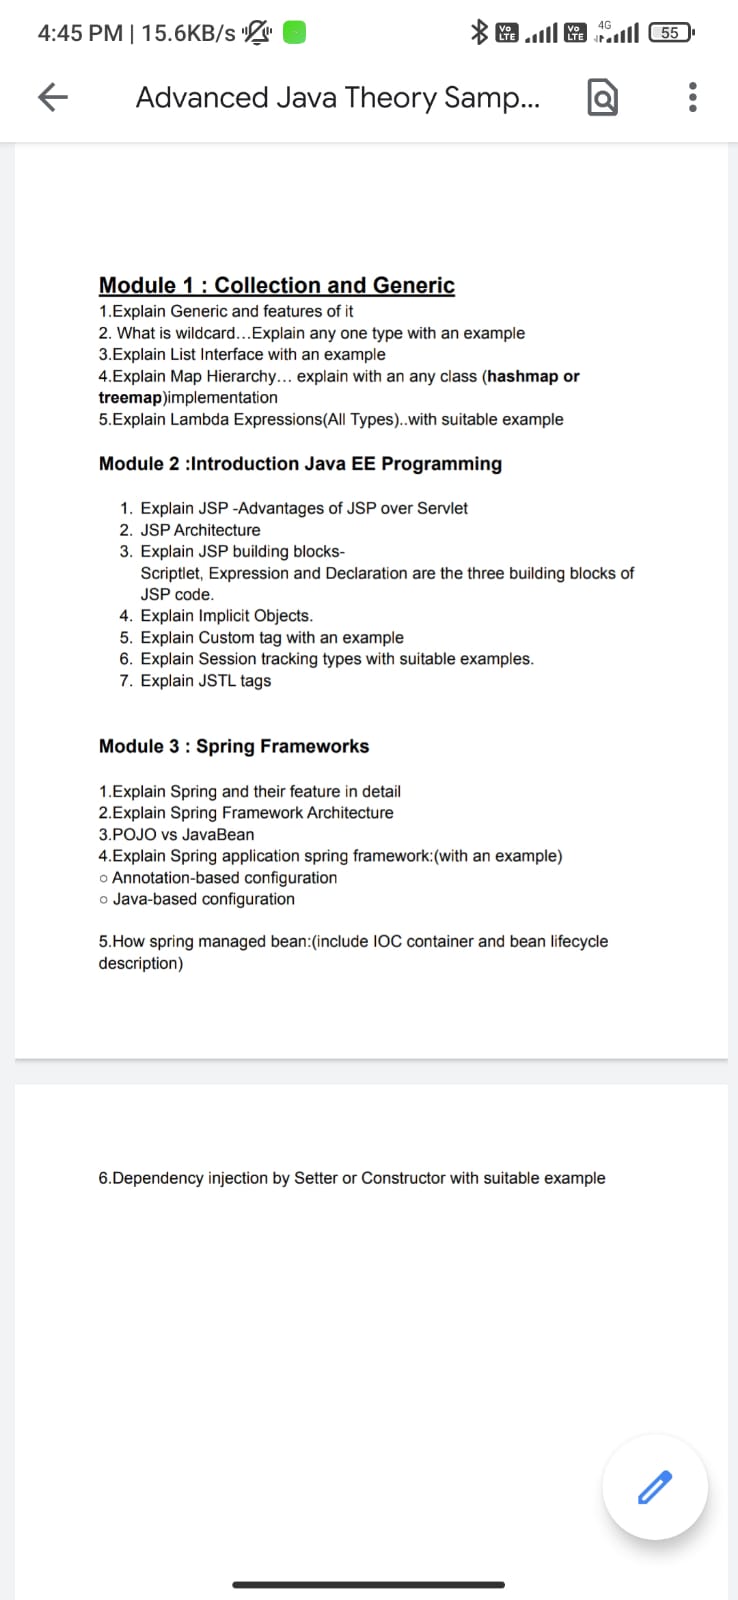 4:45 PM | 15.6KB/s
Vo LTE
Vo LTE
4G
55
Advanced Java Theory Samp...
Module 1 : Collection and Generic
1.Explain Generic and features of it
2. What is wildcard...Explain any one type with an example
3.Explain List Interface with an example
4.Explain Map Hierarchy... explain with an any class (hashmap or
treemap)implementation
5.Explain Lambda Expressions(All Types)..with suitable example
Module 2 :Introduction Java EE Programming
1. Explain JSP -Advantages of JSP over Servlet
2. JSP Architecture
3. Explain JSP building blocks-
Scriptlet, Expression and Declaration are the three building blocks of
JSP code.
4. Explain Implicit Objects.
5. Explain Custom tag with an example
6. Explain Session tracking types with suitable examples.
7. Explain JSTL tags
Module 3 : Spring Frameworks
1.Explain Spring and their feature in detail
2.Explain Spring Framework Architecture
3.POJO vs JavaBean
4.Explain Spring application spring framework:(with an example)
○ Annotation-based configuration
○ Java-based configuration
5.How spring managed bean:(include IOC container and bean lifecycle
description)
6.Dependency injection by Setter or Constructor with suitable example